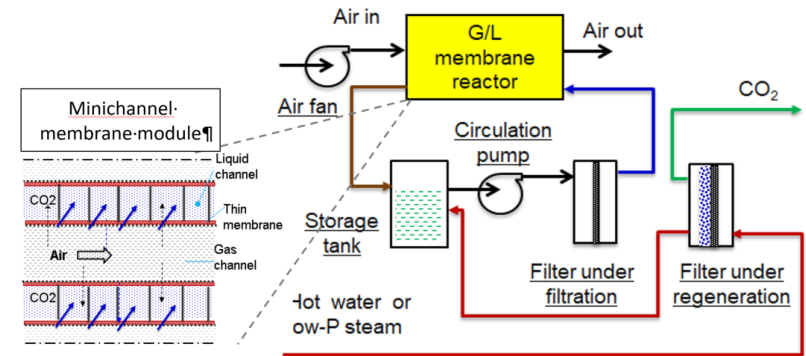 Air in
G/L
membrane
reactor
Air out
Air fan
CO2
Minichannel·
membrane·module¶
Circulation
pump
Liquid
channel
CO2
Thin
membrane
Air
Gas
channel
CO2
Storage
tank
Filter under
filtration
Filter under
regeneration
Hot water or
ow-P steam